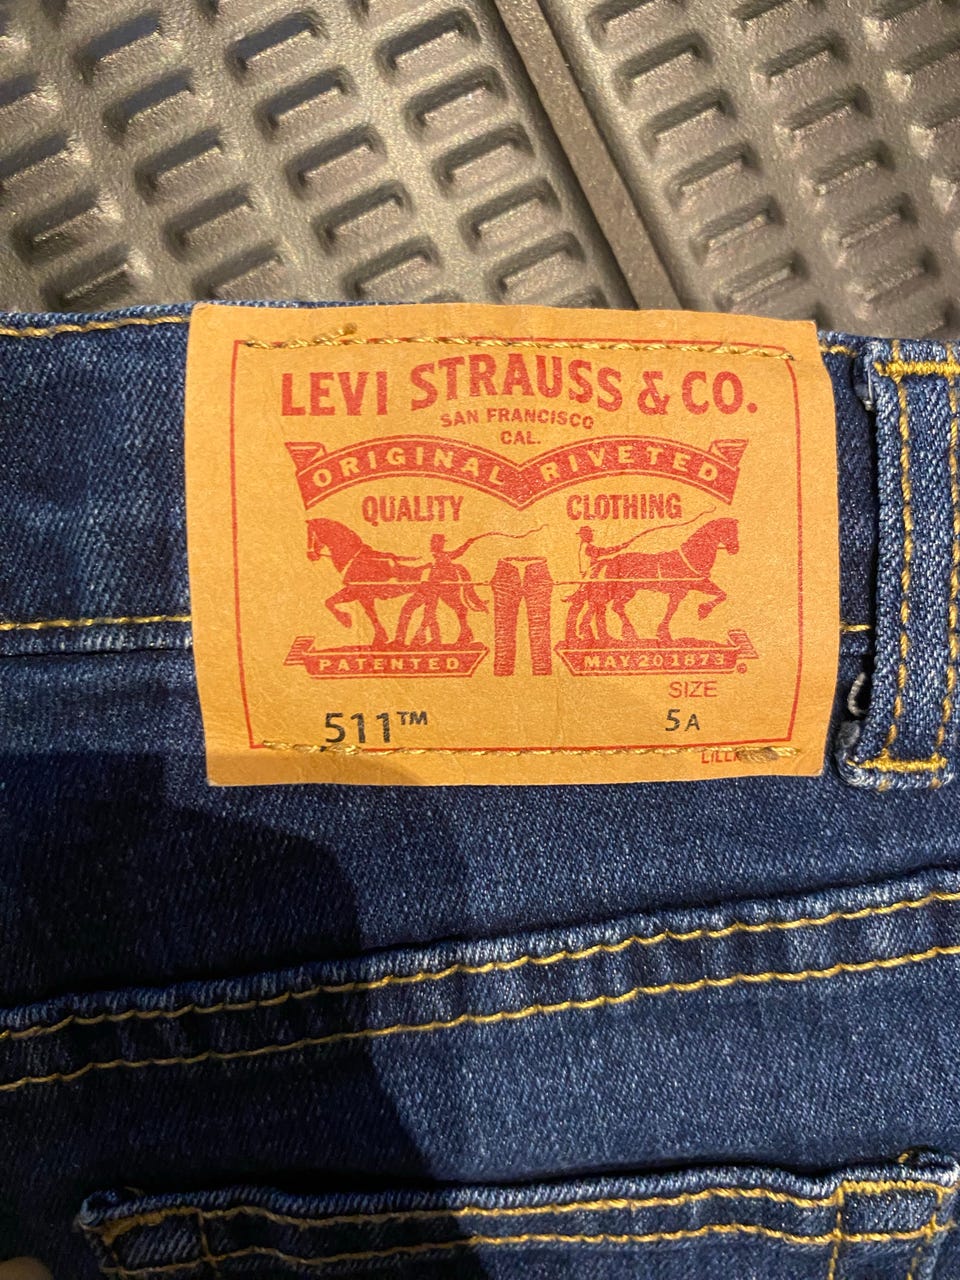 LEVI STRAUSS & CO.
SAN FRANCISCO
CAL.
ORIGINAL RIVETED
QUALITY CLOTHING
PATENTED MAY 20 1873 ®
SIZE
511™ 5A